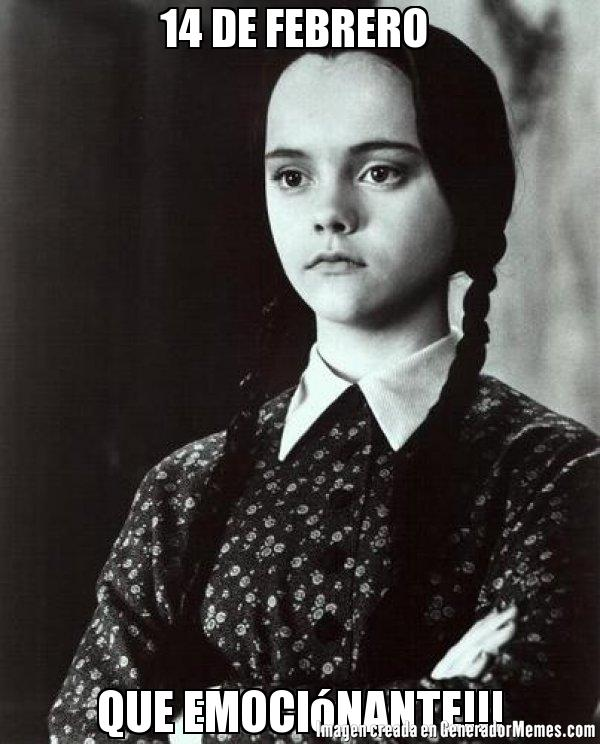 14 DE FEBRERO
QUE EMOCIóNANTE!!!
Imagen creada en GeneradorMemes.com